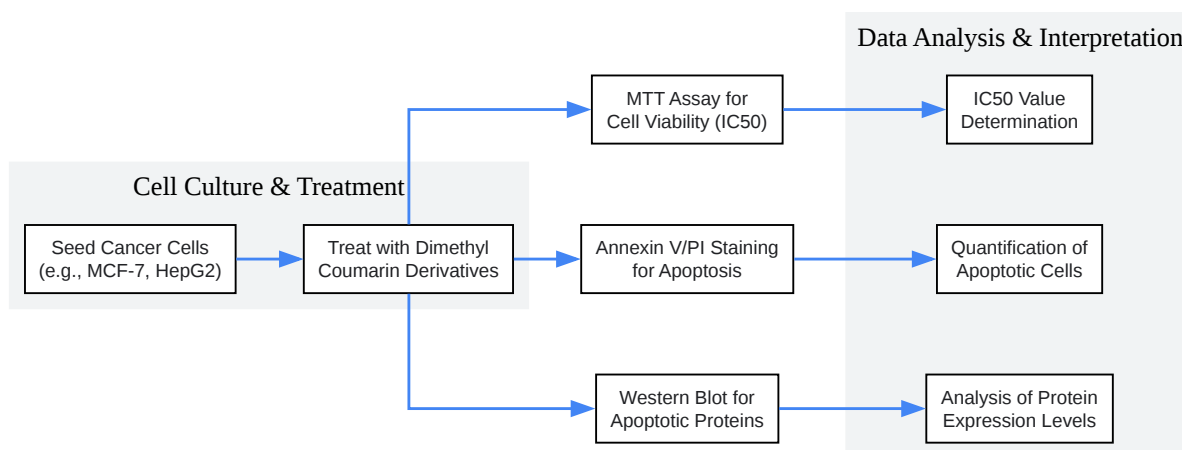 Data Analysis & Interpretation
MTT Assay for
Cell Viability (IC50)
IC50 Value
Determination
Cell Culture & Treatment
Seed Cancer Cells
(e.g., MCF-7, HepG2)
Treat with Dimethyl
Coumarin Derivatives
Annexin V/PI Staining
for Apoptosis
Quantification of
Apoptotic Cells
Western Blot for
Apoptotic Proteins
Analysis of Protein
Expression Levels